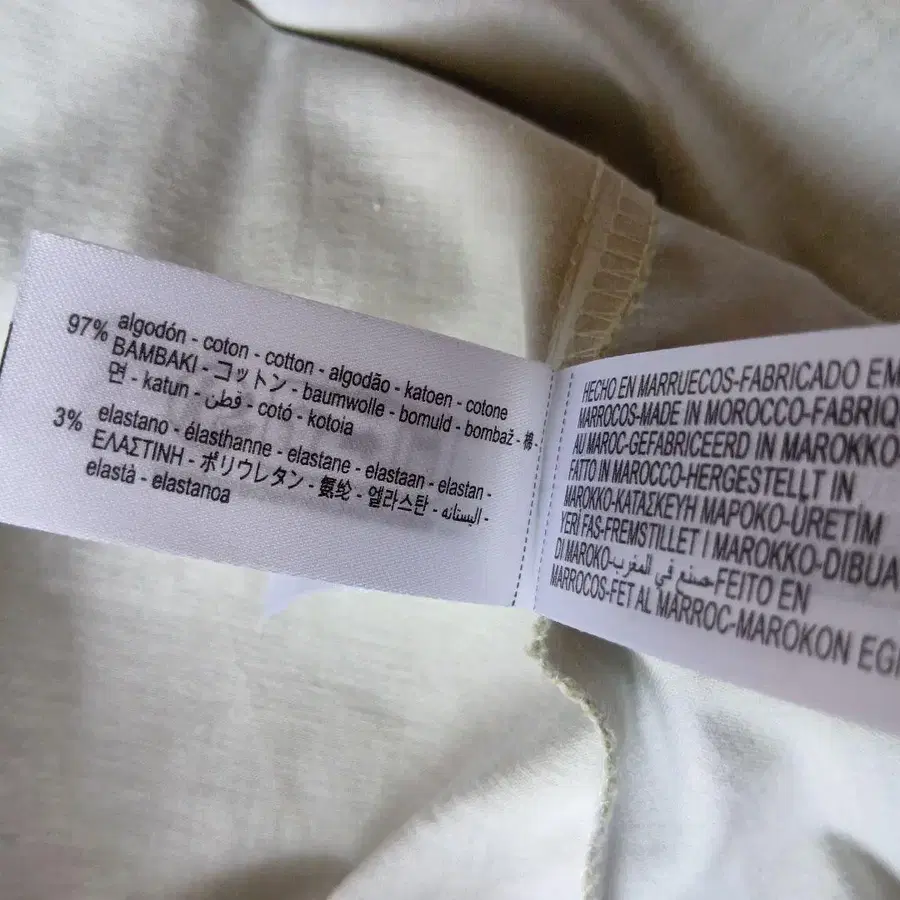 97% algodón - coton - cotton - algodão - katoen - cotone
BAMBAKI - コットン - baumwolle - bomuld - bombaž - 棉 -
면 - katun - قطن - cotó - kotoia
3% elastano - élasthanne - elastane - elastaan - elastan -
ΕΛΑΣΤΙΝΗ - ポリウレタン - 氨纶 - 엘라스탄 - اليستانه -
elastà - elastanoa
HECHO EN MARRUECOS-FABRICADO EM
MARROCOS-MADE IN MOROCCO-FABRIQ
AU MAROC-GEFABRICEERD IN MAROKKO-
FATTO IN MAROCCO-HERGESTELLT IN
MAROKKO-ΚΑΤΑΣΚΕΥΗ ΜΑΡΟΚΟ-ÜRETİM
YERİ FAS-FREMSTILLET I MAROKKO-DIBUA
DI MAROKO-صنع في المغرب-FEITO EN
MARROCOS-FET AL MARROC-MAROKON EGI